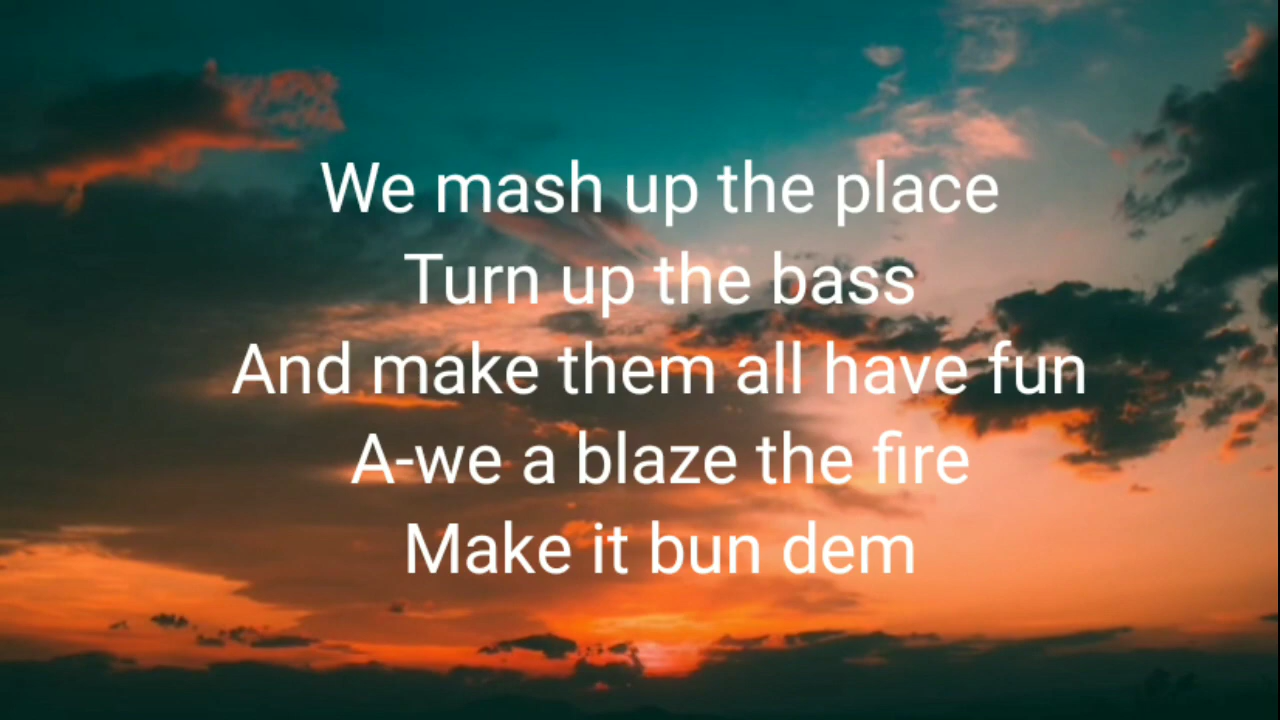 We mash up the place
Turn up the bass
And make them all have fun
A-we a blaze the fire
Make it bun dem